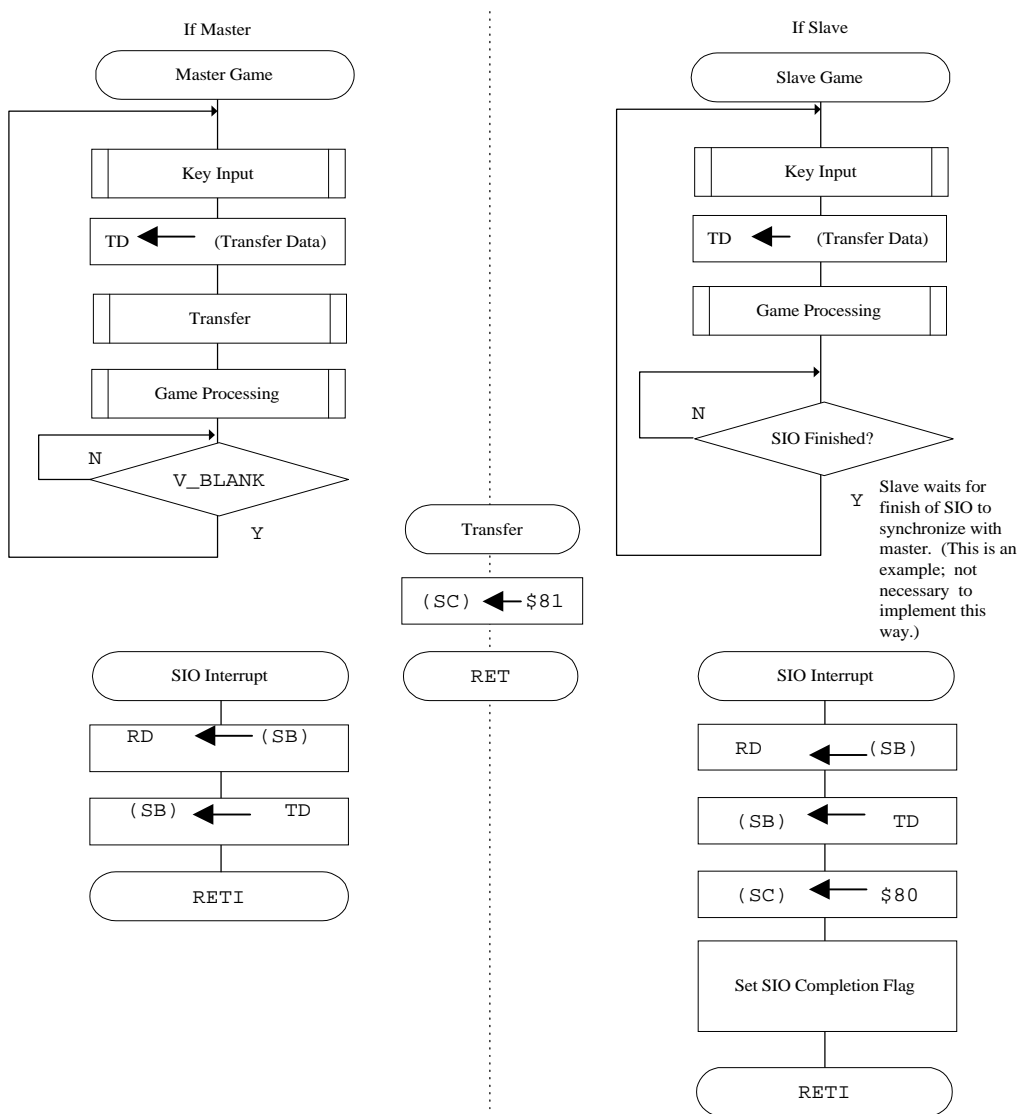 If Master
Master Game
Key Input
TD (Transfer Data)
Transfer
Game Processing
N
V_BLANK
Y
SIO Interrupt
RD (SB)
(SB) TD
RETI
Transfer
(SC) $81
RET
If Slave
Slave Game
Key Input
TD (Transfer Data)
Game Processing
N
SIO Finished?
Y
Slave waits for
finish of SIO to
synchronize with
master. (This is an
example; not
necessary to
implement this
way.)
SIO Interrupt
RD (SB)
(SB) TD
(SC) $80
Set SIO Completion Flag
RETI